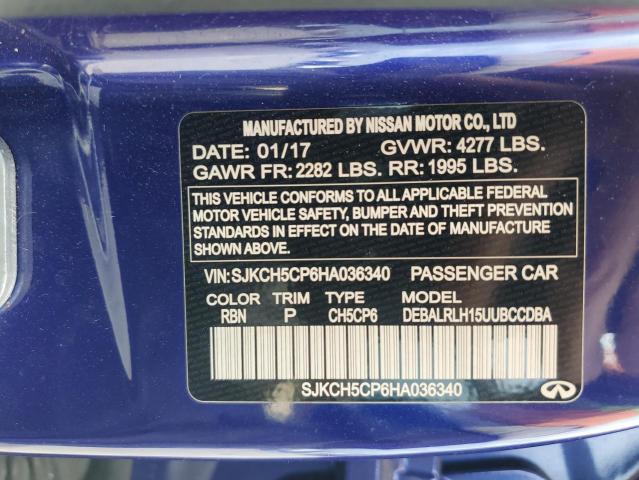 MANUFACTURED BY NISSAN MOTOR CO., LTD
DATE: 01/17 GVWR: 4277 LBS.
GAWR FR: 2282 LBS. RR: 1995 LBS.
THIS VEHICLE CONFORMS TO ALL APPLICABLE FEDERAL
MOTOR VEHICLE SAFETY, BUMPER AND THEFT PREVENTION
STANDARDS IN EFFECT ON THE DATE OF MANUFACTURE
SHOWN ABOVE.
VIN: SJKCH5CP6HA036340 PASSENGER CAR
COLOR TRIM TYPE MODEL
RBN P CH5CP6 DEBALRLH15UUBCCDBA
SJKCH5CP6HA036340